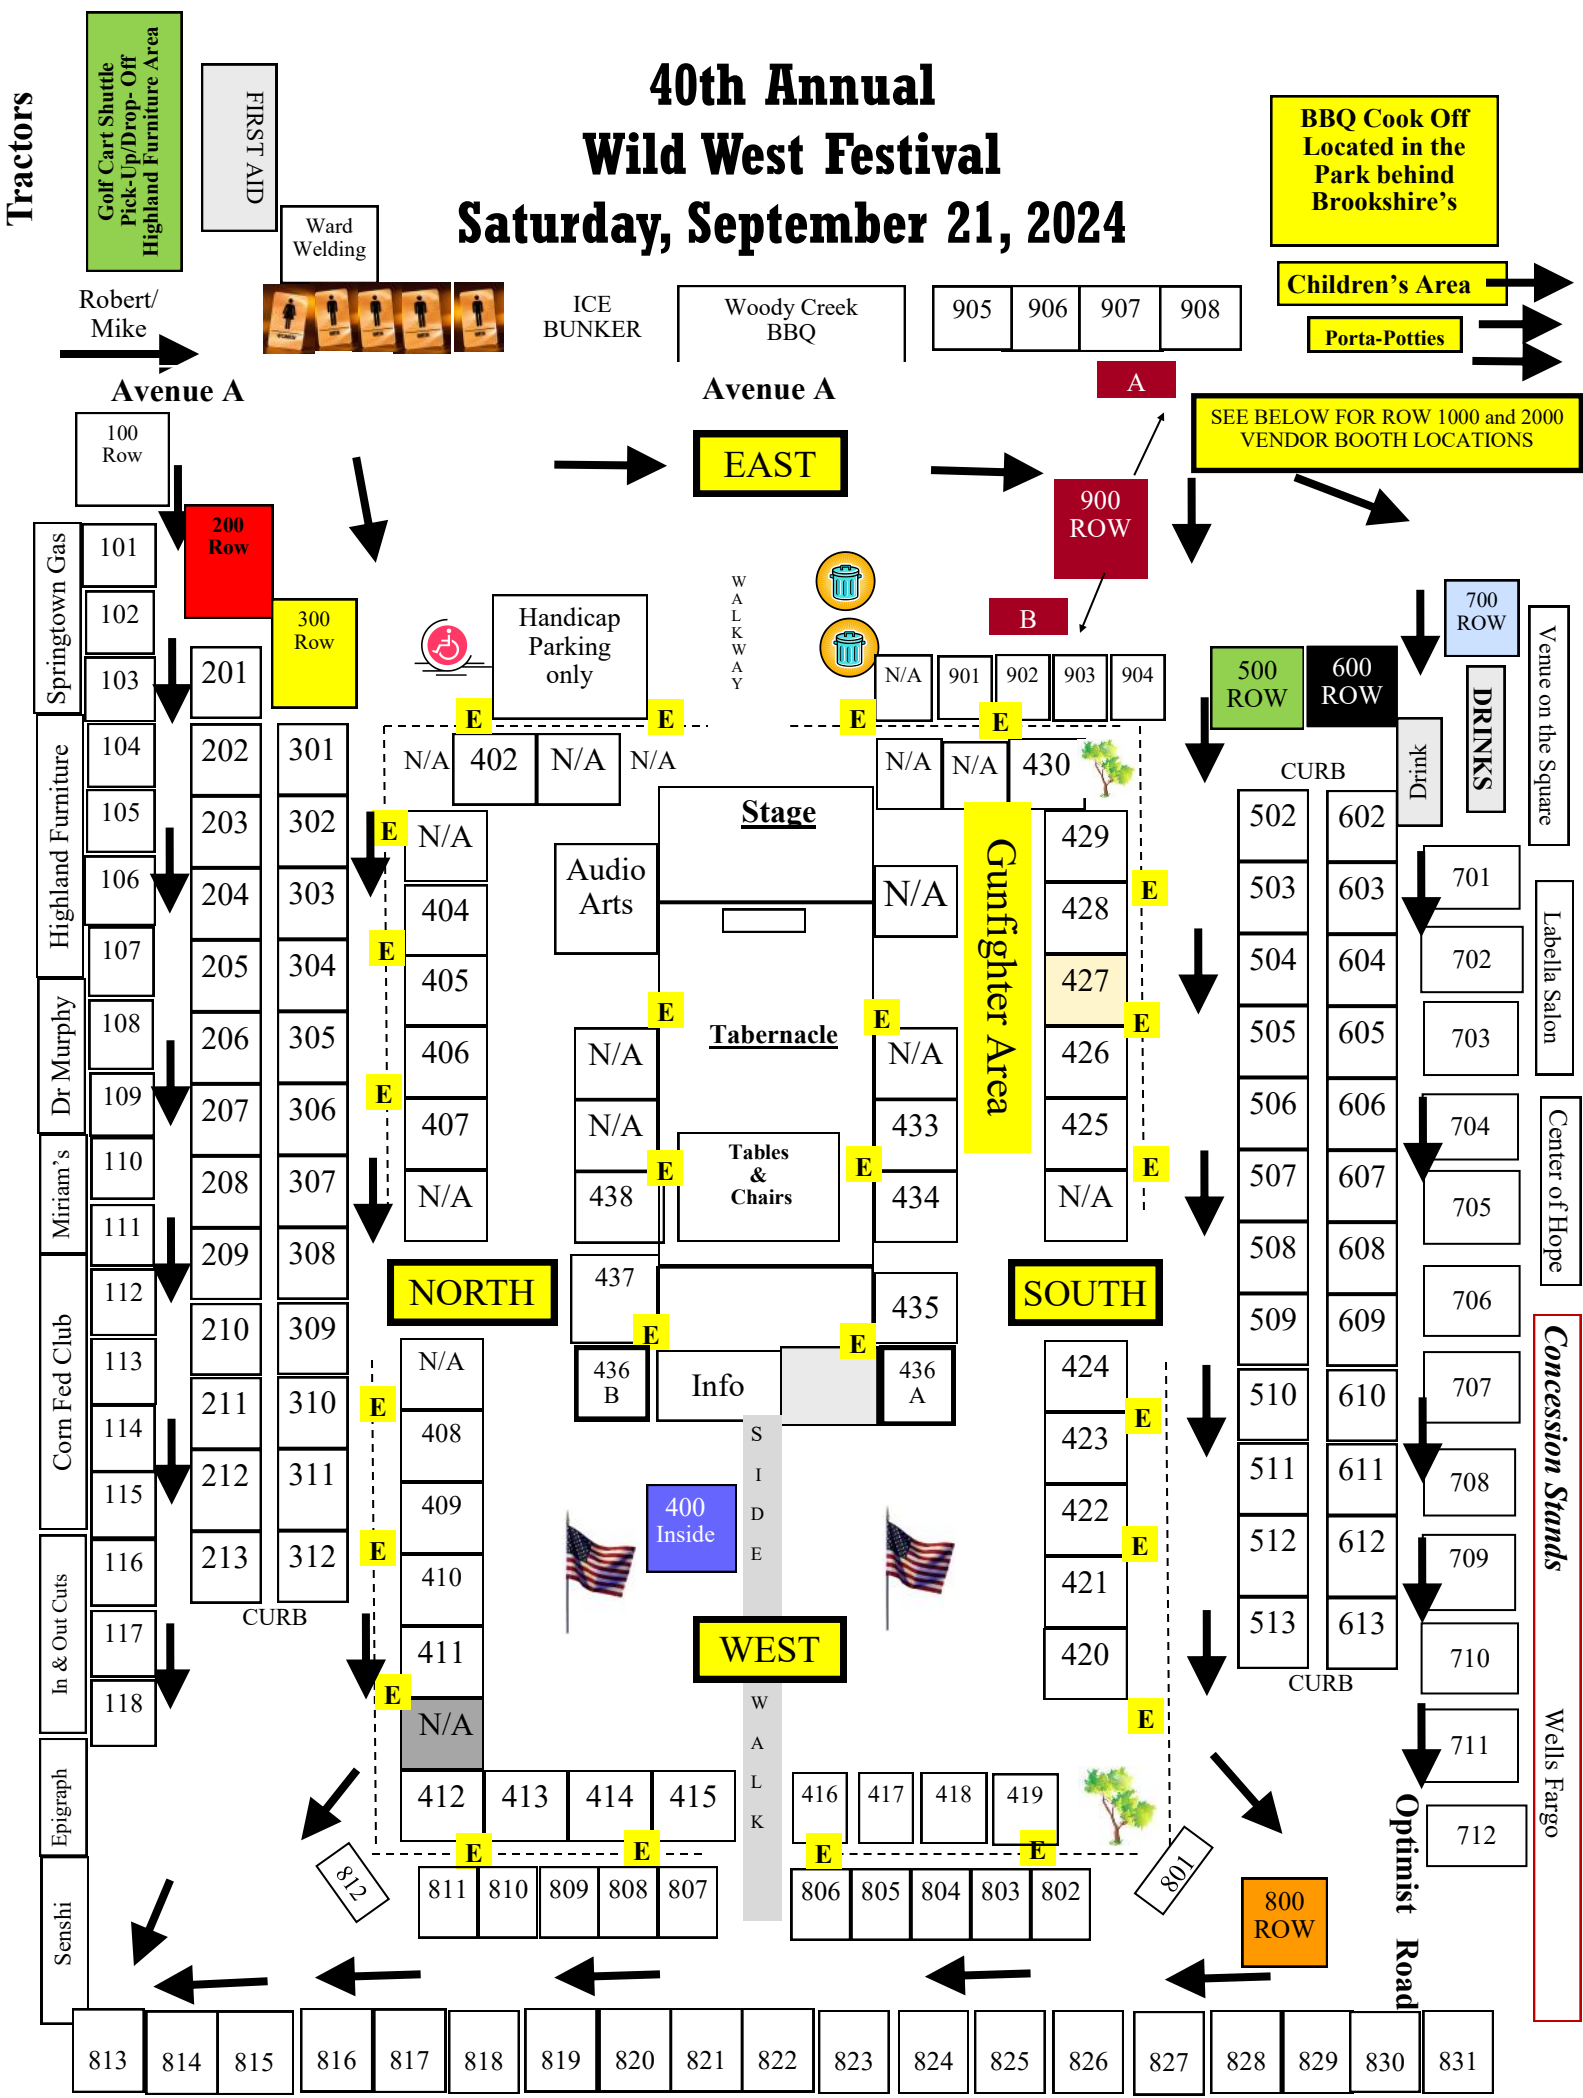 40th Annual
Wild West Festival
Saturday, September 21, 2024
Tractors
Golf Cart Shuttle
Pick-Up/Drop- Off
Highland Furniture Area
FIRST AID
Ward
Welding
BBQ Cook Off
Located in the
Park behind
Brookshire's
Children's Area
Porta-Potties
Robert/
Mike
ICE
BUNKER
Woody Creek
BBQ
905 906 907 908
Avenue A
Avenue A
A
SEE BELOW FOR ROW 1000 and 2000
VENDOR BOOTH LOCATIONS
EAST
900
ROW
B
100
Row
200
Row
300
Row
Springtown Gas
Highland Furniture
Dr Murphy
Miriam's
Corn Fed Club
In & Out Cuts
Epigraph
Senshi
101
102
103
104
105
106
107
108
109
110
111
112
113
114
115
116
117
118
201
202
203
204
205
206
207
208
209
210
211
212
213
301
302
303
304
305
306
307
308
309
310
311
312
CURB
Handicap
Parking
only
WALKWAY
N/A 901 902 903 904
E E E E
N/A 402 N/A N/A
N/A N/A 430
E
N/A
404
E
405
406
E
407
N/A
NORTH
N/A
E
408
409
E
410
411
E
N/A
412 413 414 415
Stage
Audio
Arts
N/A
Tabernacle
E E
N/A
N/A
438
437
E
E
436
B
Tables
&
Chairs
N/A
433
E
434
435
E
436
A
Info
Gunfighter Area
429
E
428
427
E
426
425
E
N/A
SOUTH
424
E
423
422
E
421
420
E
SIDE
WALK
400
Inside
WEST
416 417 418 419
E E E E
811 810 809 808 807
806 805 804 803 802
812
801
500
ROW
600
ROW
700
ROW
CURB
502
503
504
505
506
507
508
509
510
511
512
513
602
603
604
605
606
607
608
609
610
611
612
613
CURB
Drink
DRINKS
701
702
703
704
705
706
707
708
709
710
711
712
Venue on the Square
Labella Salon
Center of Hope
Concession Stands
Wells Fargo
Optimist Road
800
ROW
813 814 815 816 817 818 819 820 821 822 823 824 825 826 827 828 829 830 831